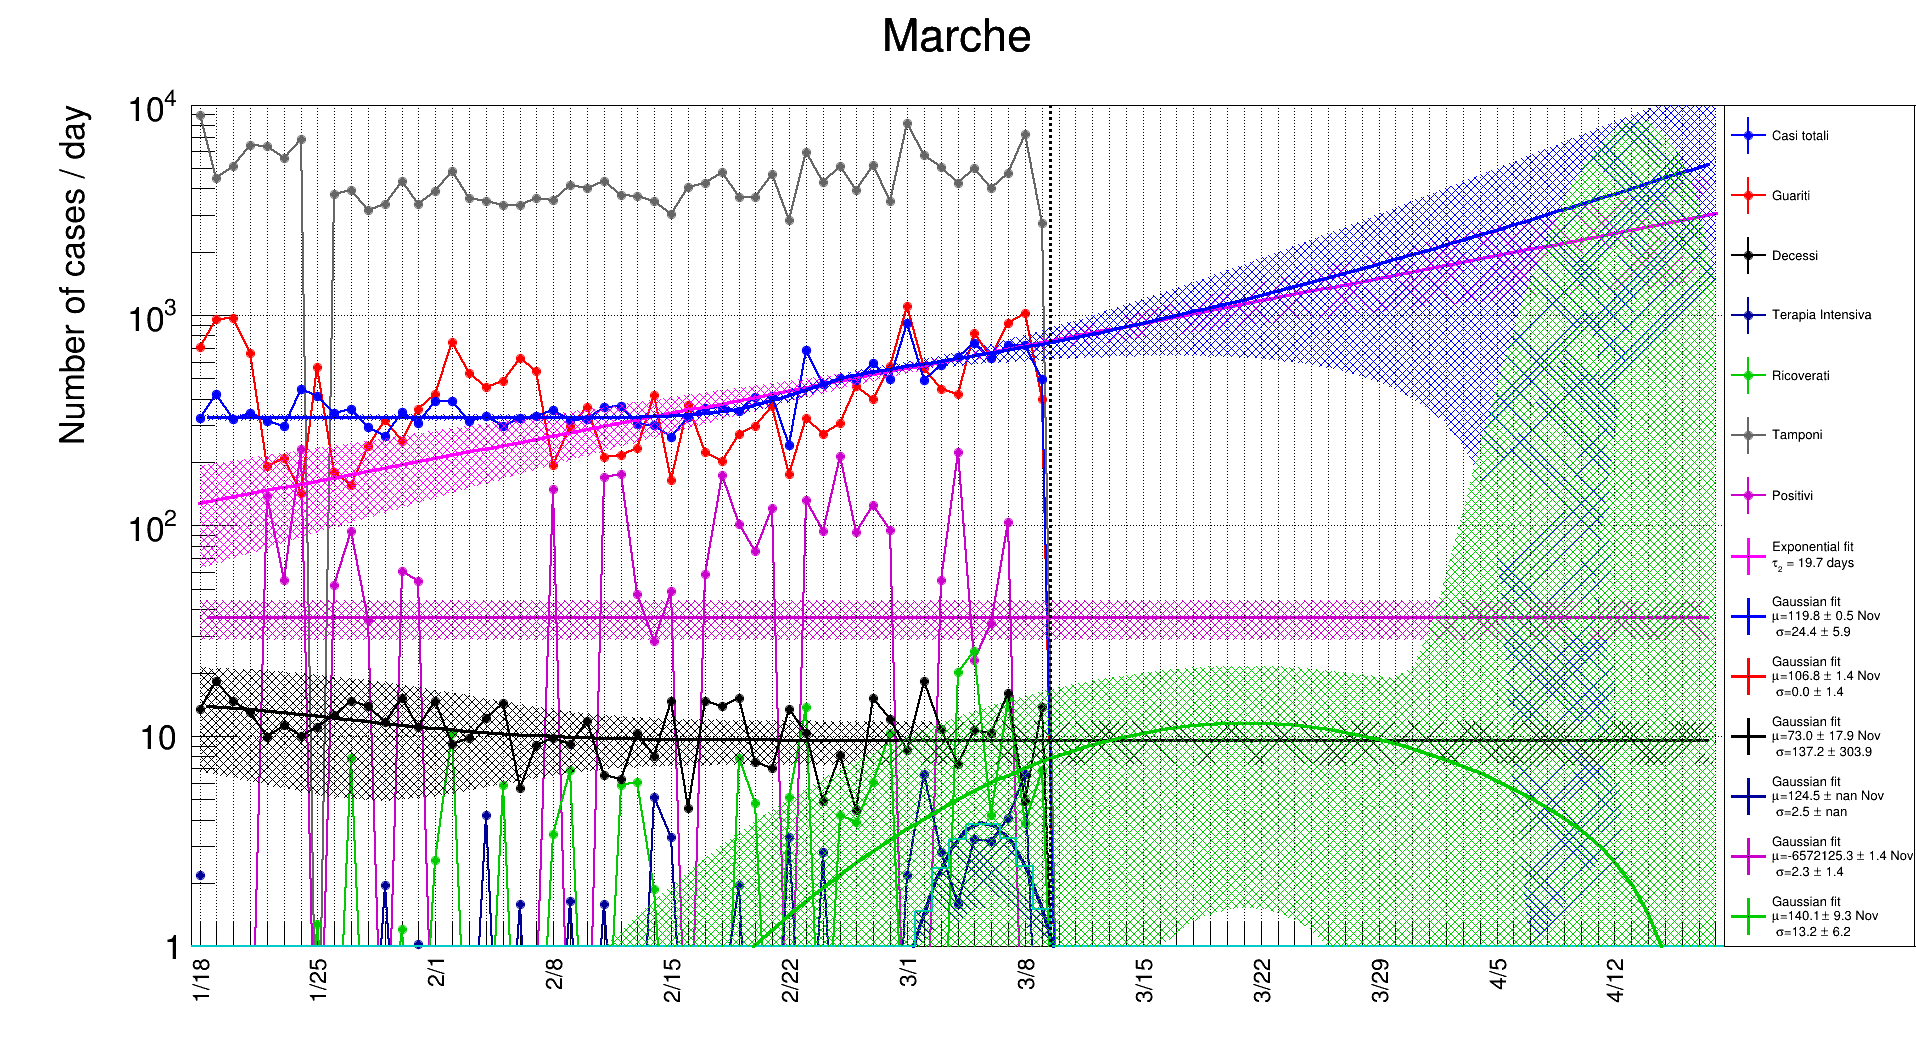 Marche
Number of cases / day
10^4
10^3
10^2
10
1
1/18
1/25
2/1
2/8
2/15
2/22
3/1
3/8
3/15
3/22
3/29
4/5
4/12
Casi totali
Guariti
Decessi
Terapia Intensiva
Ricoverati
Tamponi
Positivi
Exponential fit
τ₂ = 19.7 days
Gaussian fit
μ=119.8 ± 0.5 Nov
σ=24.4 ± 5.9
Gaussian fit
μ=106.8 ± 1.4 Nov
σ=0.0 ± 1.4
Gaussian fit
μ=73.0 ± 17.9 Nov
σ=137.2 ± 303.9
Gaussian fit
μ=124.5 ± nan Nov
σ=2.5 ± nan
Gaussian fit
μ=-6572125.3 ± 1.4 Nov
σ=2.3 ± 1.4
Gaussian fit
μ=140.1 ± 9.3 Nov
σ=13.2 ± 6.2